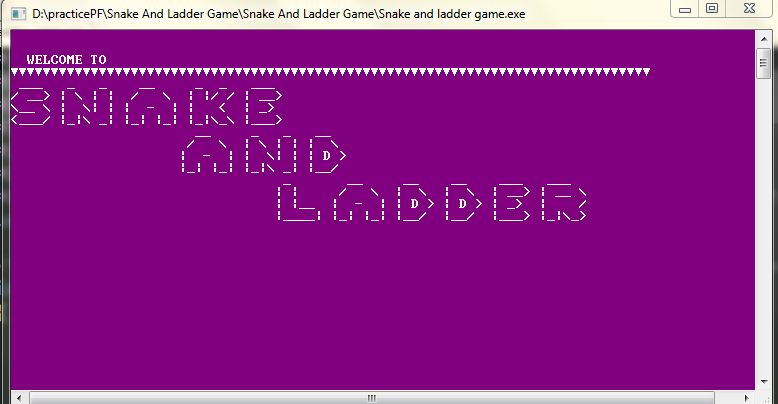 D:\practicePF\Snake And Ladder Game\Snake And Ladder Game\Snake and ladder game.exe
WELCOME TO
SNAKE
AND
LADDER